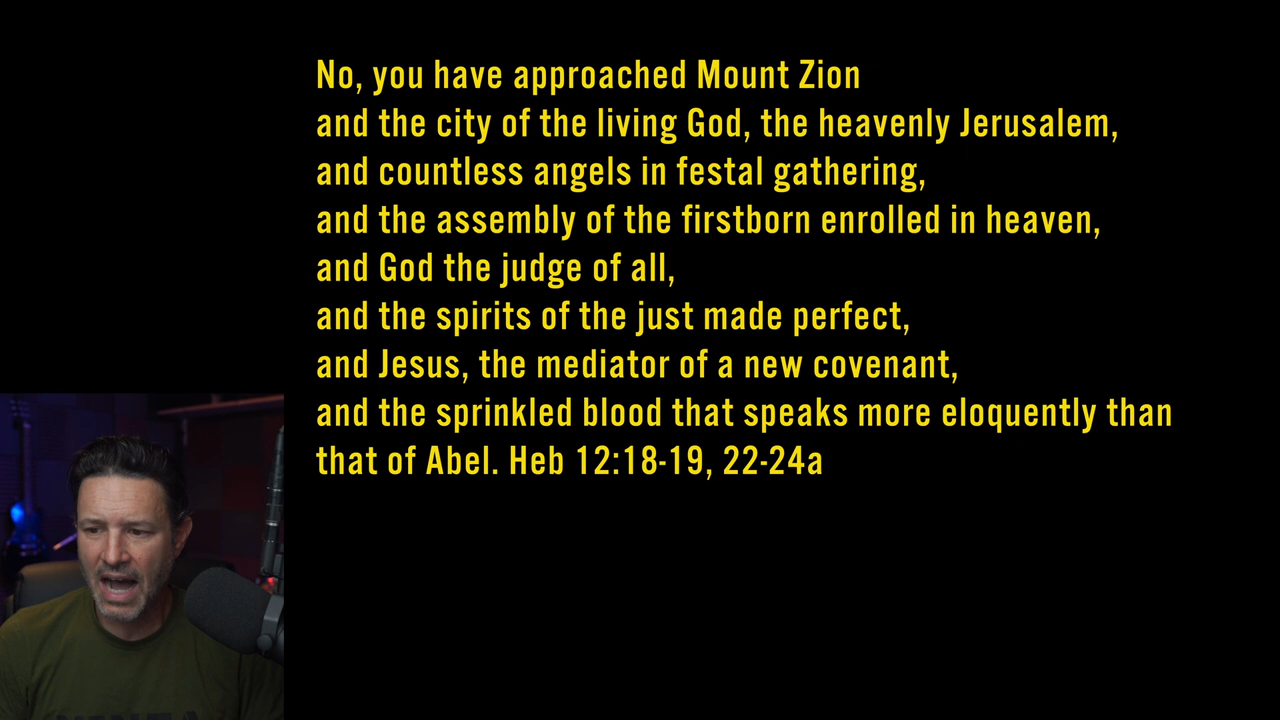 No, you have approached Mount Zion
and the city of the living God, the heavenly Jerusalem,
and countless angels in festal gathering,
and the assembly of the firstborn enrolled in heaven,
and God the judge of all,
and the spirits of the just made perfect,
and Jesus, the mediator of a new covenant,
and the sprinkled blood that speaks more eloquently than
that of Abel. Heb 12:18-19, 22-24a